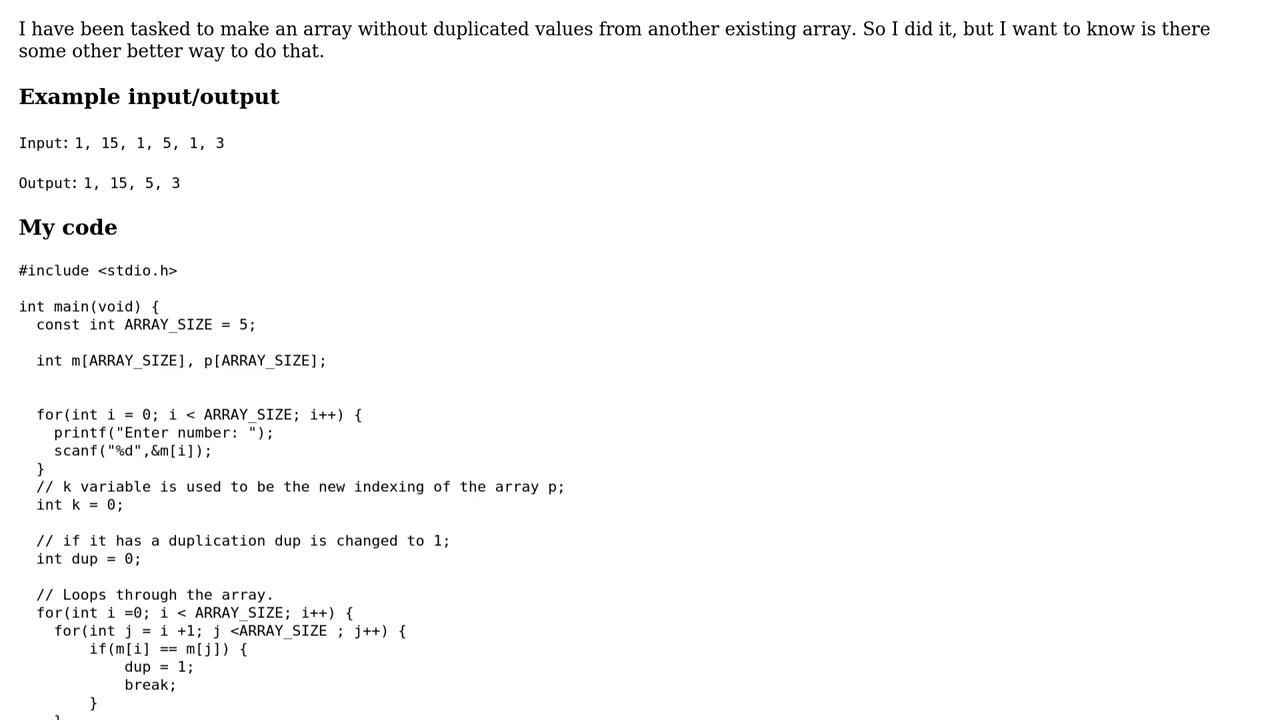 I have been tasked to make an array without duplicated values from another existing array. So I did it, but I want to know is there
some other better way to do that.
Example input/output
Input: 1, 15, 1, 5, 1, 3
Output: 1, 15, 5, 3
My code
#include <stdio.h>
int main(void) {
  const int ARRAY_SIZE = 5;
  int m[ARRAY_SIZE], p[ARRAY_SIZE];
  for(int i = 0; i < ARRAY_SIZE; i++) {
    printf("Enter number: ");
    scanf("%d",&m[i]);
  }
  // k variable is used to be the new indexing of the array p;
  int k = 0;
  // if it has a duplication dup is changed to 1;
  int dup = 0;
  // Loops through the array.
  for(int i =0; i < ARRAY_SIZE; i++) {
    for(int j = i +1; j <ARRAY_SIZE ; j++) {
        if(m[i] == m[j]) {
            dup = 1;
            break;
        }
    }